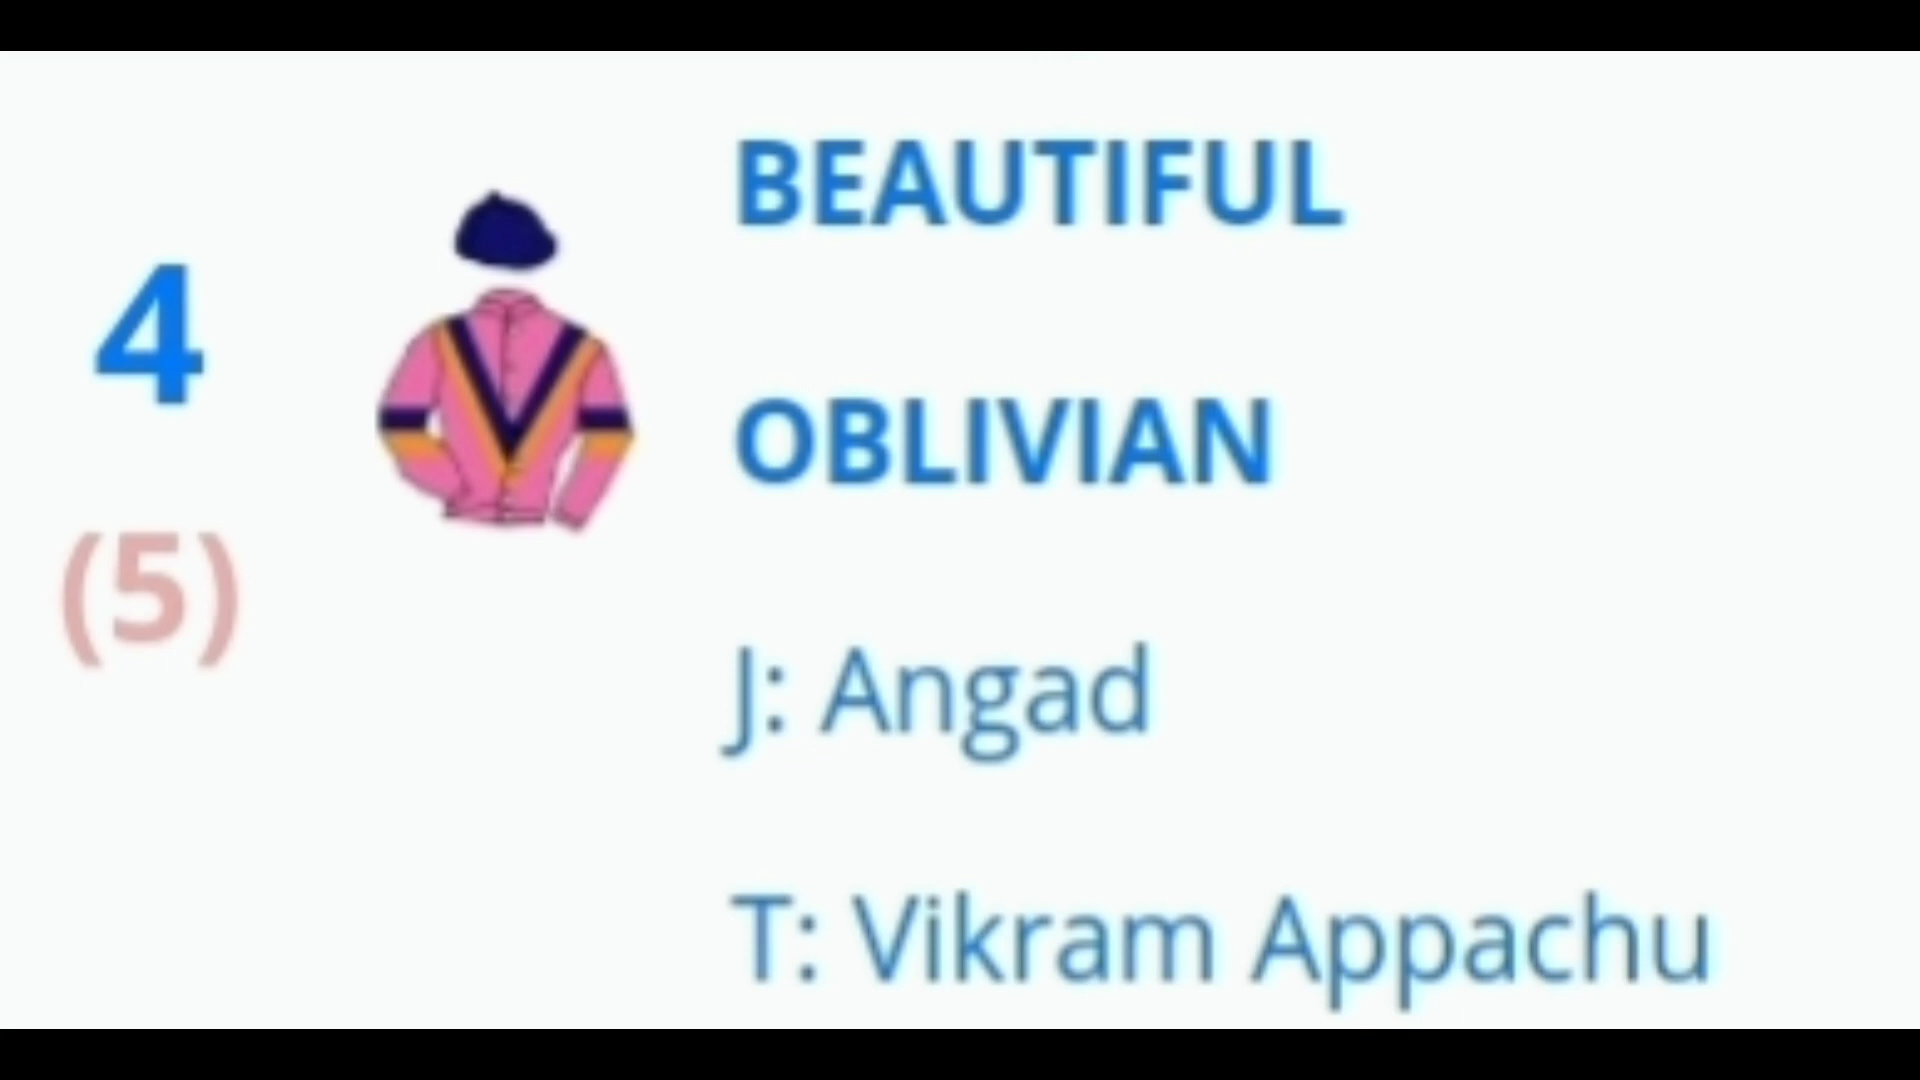 4
(5)
BEAUTIFUL
OBLIVIAN
J: Angad
T: Vikram Appachu